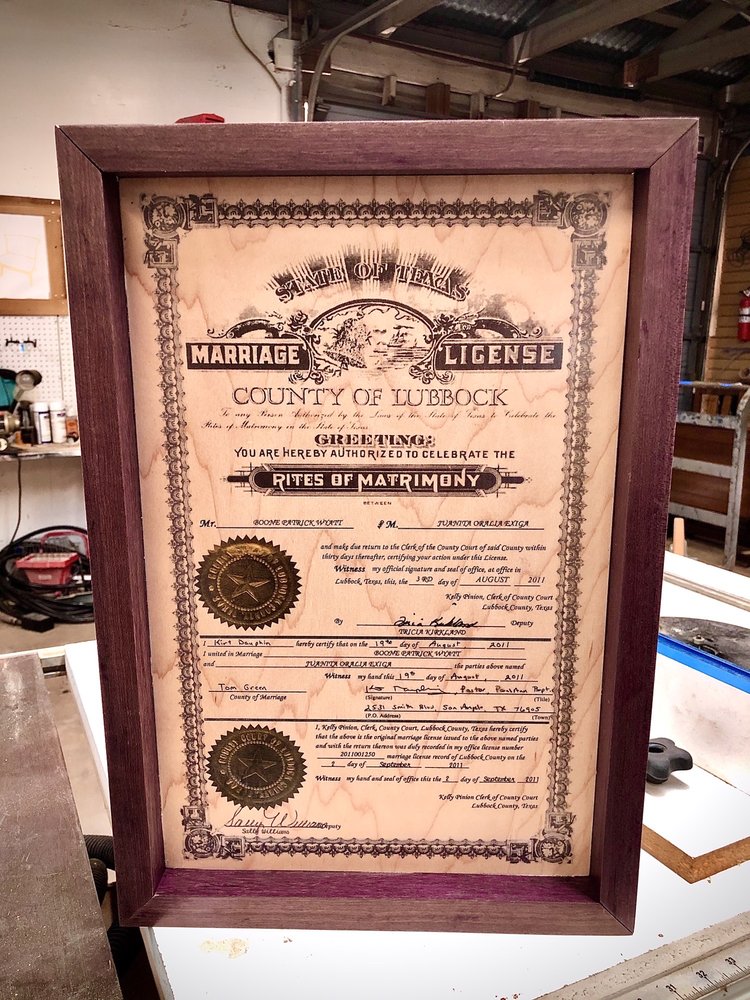 STATE OF TEXAS
MARRIAGE LICENSE
COUNTY OF LUBBOCK
To any Person Authorized by the Laws of the State of Texas to Celebrate the
Rites of Matrimony in the State of Texas
GREETING:
YOU ARE HEREBY AUTHORIZED TO CELEBRATE THE
RITES OF MATRIMONY
BETWEEN
Mr. BOONE PATRICK WYATT & M. JUANITA ORALIA EXIGA
and make due return to the Clerk of the County Court of said County within
thirty days thereafter, certifying your action under this License.
Witness my official signature and seal of office, at office in
Lubbock, Texas, this, the 3RD day of AUGUST 2011
Kelly Pinion, Clerk of County Court
Lubbock County, Texas
By Deputy
TRICIA KIRKLAND
I Kirt Dauphin hereby certify that on the 19th day of August, 2011
I united in Marriage BOONE PATRICK WYATT
and JUANITA ORALIA EXIGA the parties above named
Witness my hand this 19th day of August, 2011
Tom Green Pastor
County of Marriage (Signature) (Title)
2531 Smith Blvd, San Angelo TX 76905
(P.O. Address) (Town)
I, Kelly Pinion, Clerk, County Court, Lubbock County, Texas hereby certify
that the above is the original marriage license issued to the above named parties
and with the return thereon was duly recorded in my office license number
2011001250 marriage license record of Lubbock County on the
2 day of September 2011
Witness my hand and seal of office this the 2 day of September 2011
Kelly Pinion Clerk of County Court
Lubbock County, Texas
Sally Williams Deputy
Sally Williams
33
32
31